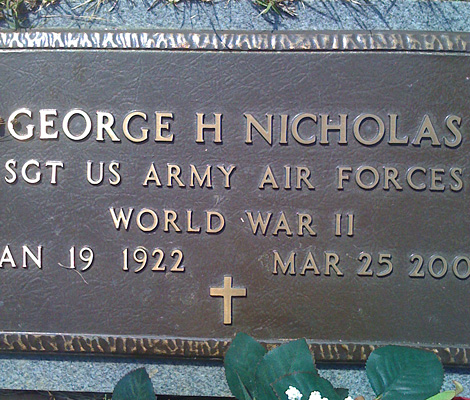 GEORGE H NICHOLAS
SGT US ARMY AIR FORCES
WORLD WAR II
AN 19 1922 MAR 25 200